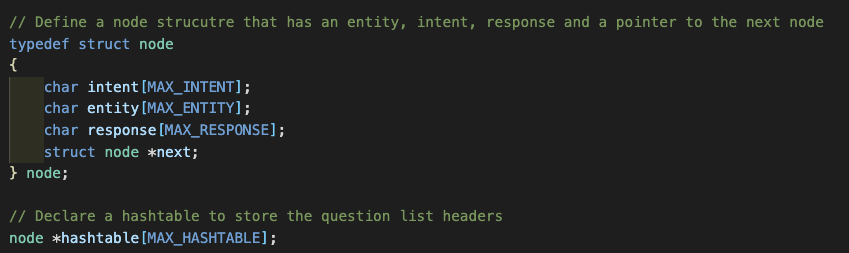 // Define a node strucutre that has an entity, intent, response and a pointer to the next node
typedef struct node
{
    char intent[MAX_INTENT];
    char entity[MAX_ENTITY];
    char response[MAX_RESPONSE];
    struct node *next;
} node;

// Declare a hashtable to store the question list headers
node *hashtable[MAX_HASHTABLE];